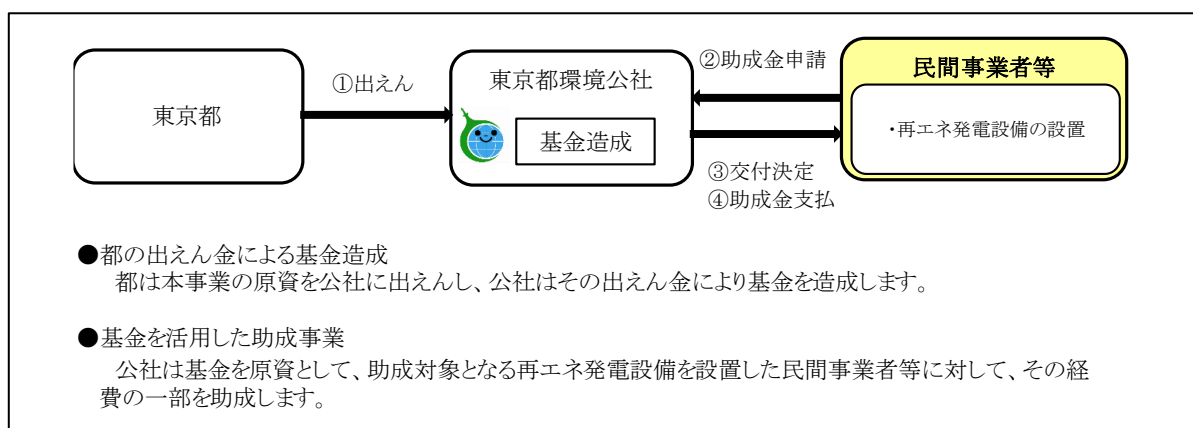 東京都
①出えん
東京都環境公社
基金造成
②助成金申請
③交付決定
④助成金支払
民間事業者等
・再エネ発電設備の設置
●都の出えん金による基金造成
都は本事業の原資を公社に出えんし、公社はその出えん金により基金を造成します。
●基金を活用した助成事業
公社は基金を原資として、助成対象となる再エネ発電設備を設置した民間事業者等に対して、その経
費の一部を助成します。